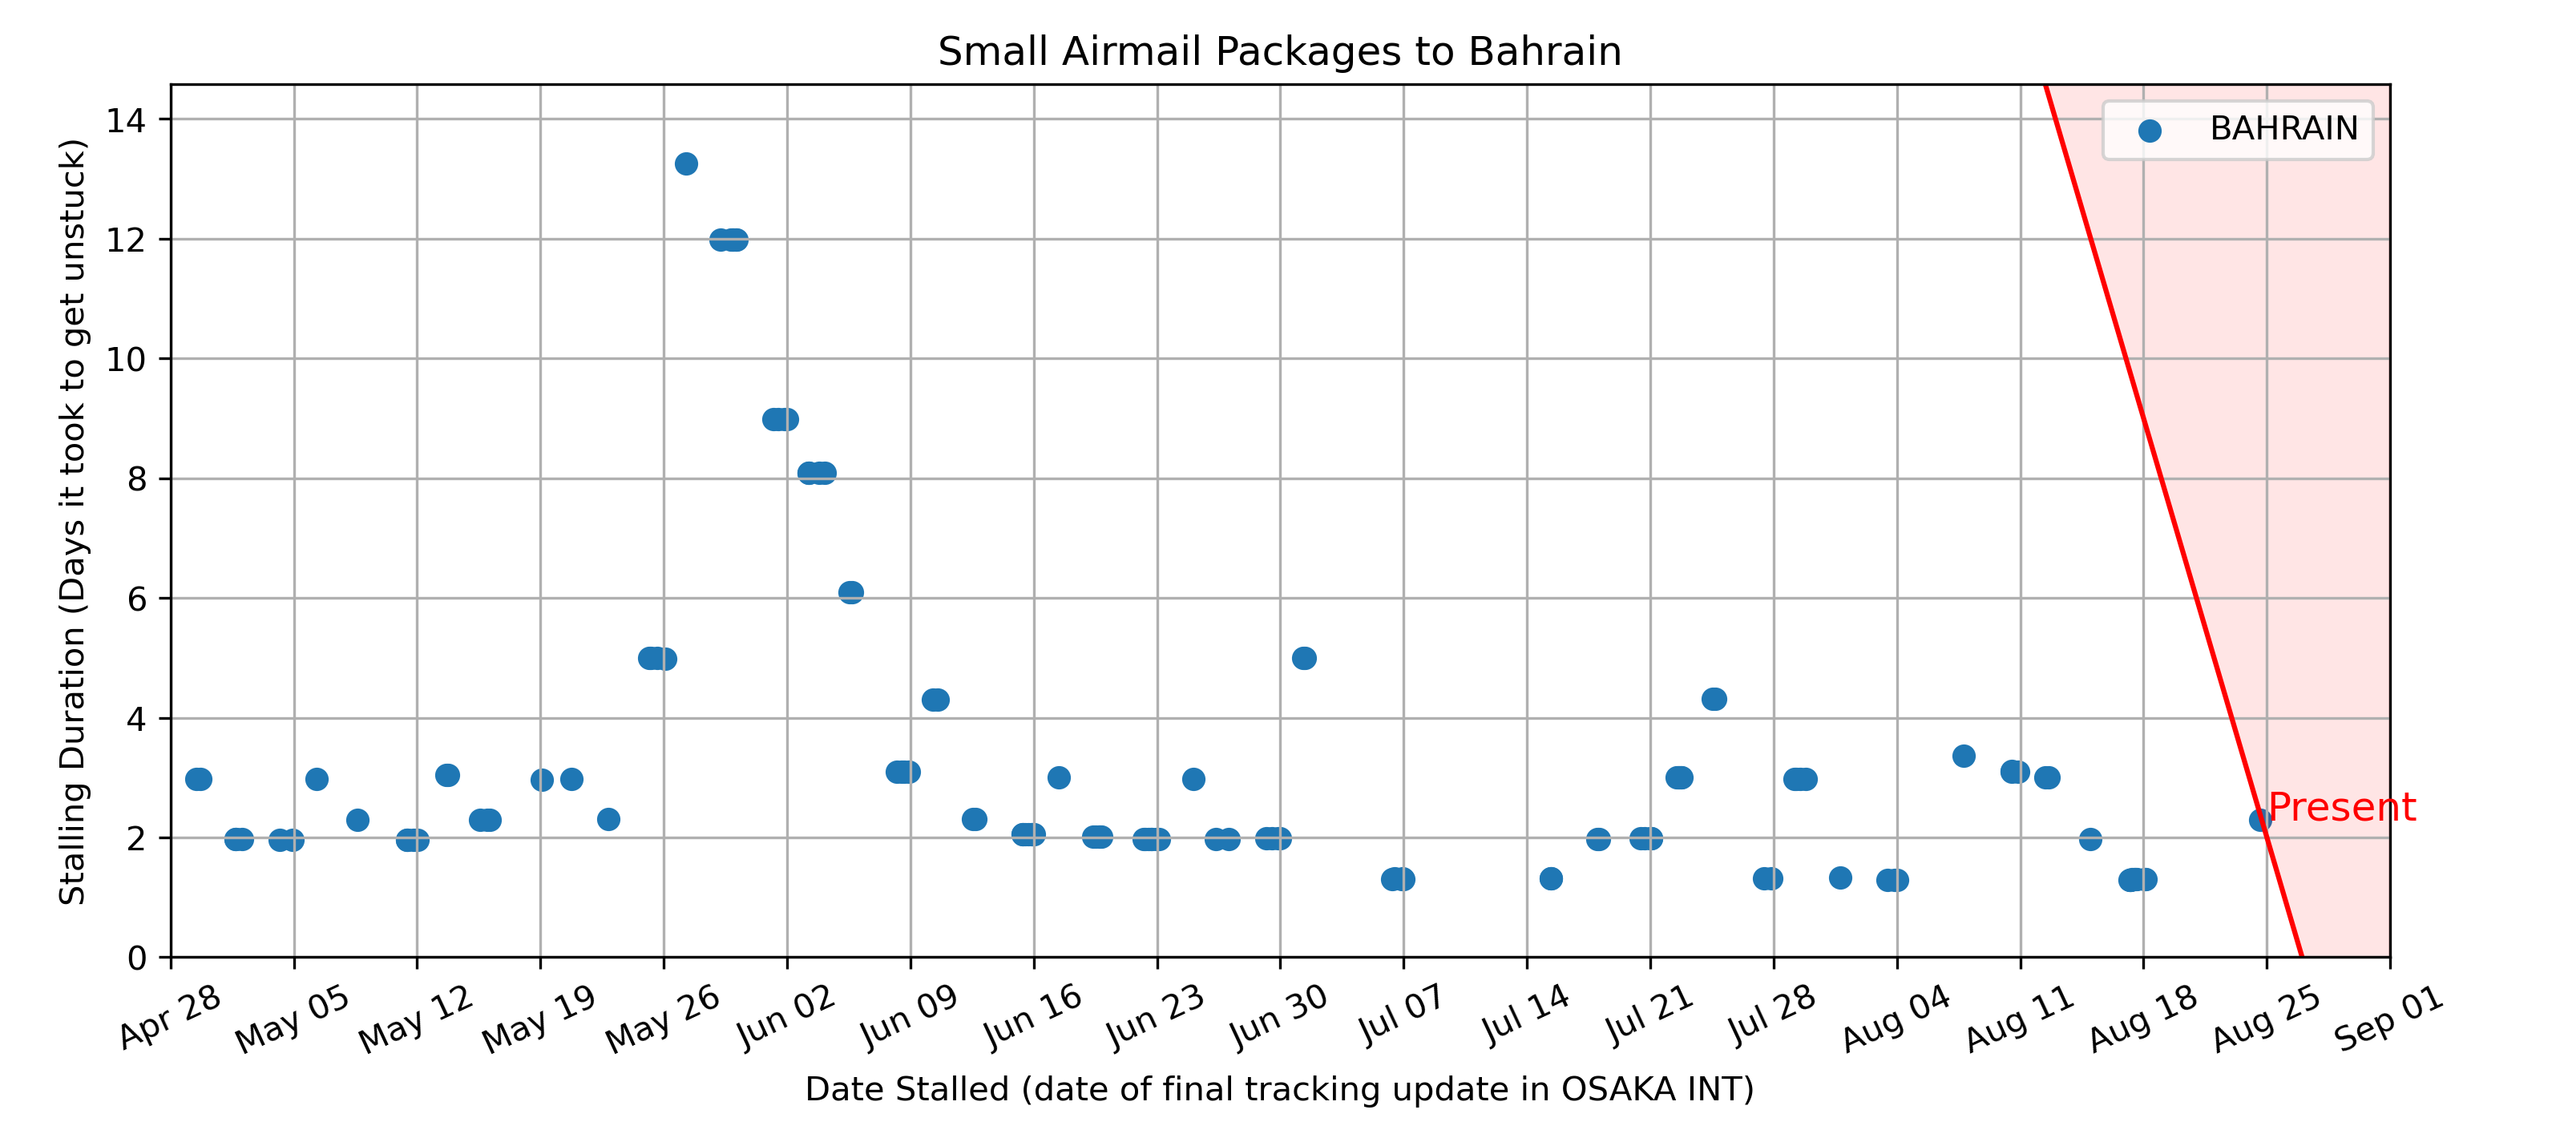 Small Airmail Packages to Bahrain
BAHRAIN
Stalling Duration (Days it took to get unstuck)
14
12
10
8
6
4
2
0
Present
Apr 28
May 05
May 12
May 19
May 26
Jun 02
Jun 09
Jun 16
Jun 23
Jun 30
Jul 07
Jul 14
Jul 21
Jul 28
Aug 04
Aug 11
Aug 18
Aug 25
Sep 01
Date Stalled (date of final tracking update in OSAKA INT)